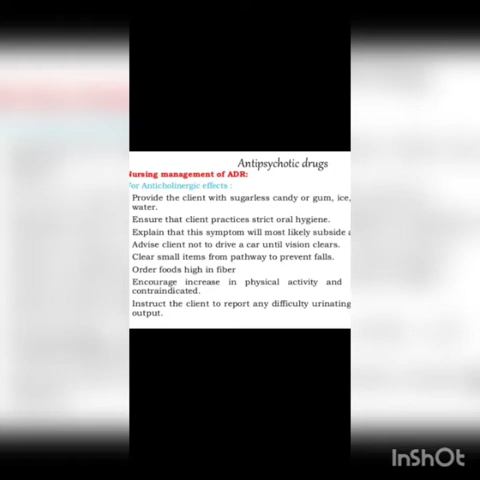 Antipsychotic drugs
Nursing management of ADR:
For Anticholinergic effects :
Provide the client with sugarless candy or gum, ice,
water.
Ensure that client practices strict oral hygiene.
Explain that this symptom will most likely subside a
Advise client not to drive a car until vision clears.
Clear small items from pathway to prevent falls.
Order foods high in fiber
Encourage increase in physical activity and
contraindicated.
Instruct the client to report any difficulty urinating
output.
InShOt